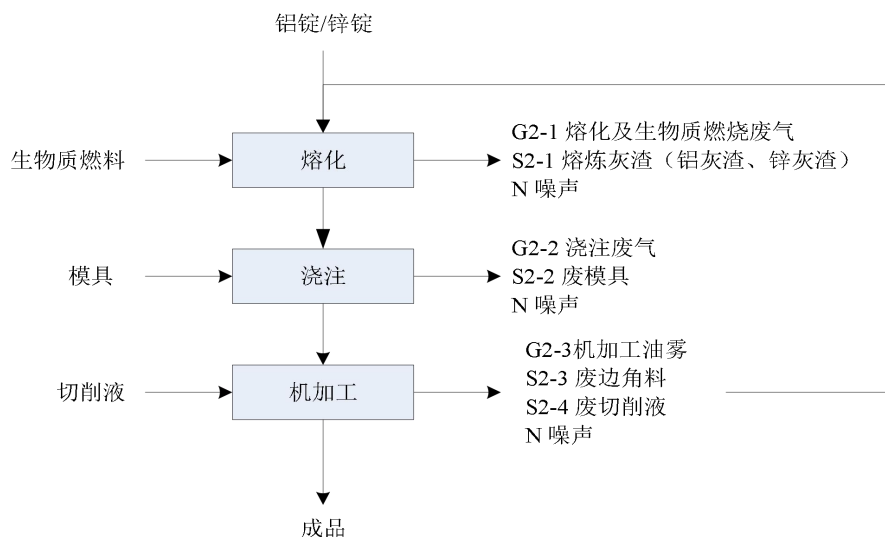 铝锭/锌锭
生物质燃料
熔化
G2-1 熔化及生物质燃烧废气
S2-1 熔炼灰渣（铝灰渣、锌灰渣）
N 噪声
模具
浇注
G2-2 浇注废气
S2-2 废模具
N 噪声
切削液
机加工
G2-3机加工油雾
S2-3 废边角料
S2-4 废切削液
N 噪声
成品